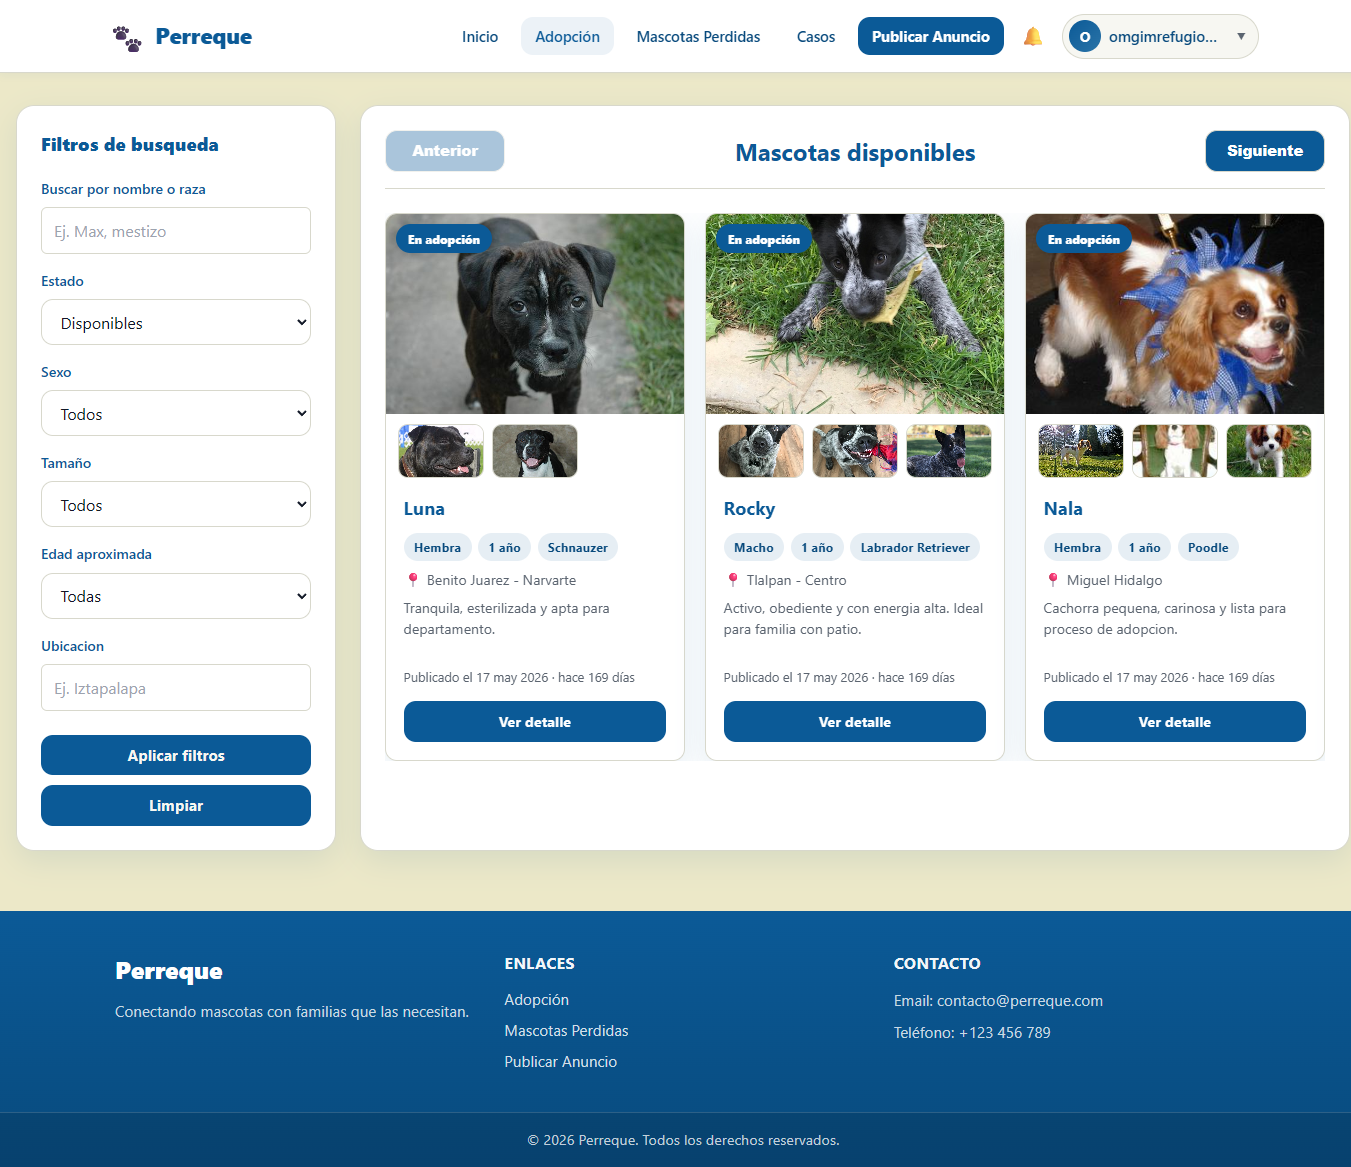 Perreque
Inicio
Adopción
Mascotas Perdidas
Casos
Publicar Anuncio
O
omgimrefugio...
Filtros de busqueda
Buscar por nombre o raza
Ej. Max, mestizo
Estado
Disponibles
Sexo
Todos
Tamaño
Todos
Edad aproximada
Todas
Ubicacion
Ej. Iztapalapa
Aplicar filtros
Limpiar
Anterior
Mascotas disponibles
Siguiente
En adopción
Luna
Hembra
1 año
Schnauzer
Benito Juarez - Narvarte
Tranquila, esterilizada y apta para
departamento.
Publicado el 17 may 2026 · hace 169 días
Ver detalle
En adopción
Rocky
Macho
1 año
Labrador Retriever
Tlalpan - Centro
Activo, obediente y con energia alta. Ideal
para familia con patio.
Publicado el 17 may 2026 · hace 169 días
Ver detalle
En adopción
Nala
Hembra
1 año
Poodle
Miguel Hidalgo
Cachorra pequena, carinosa y lista para
proceso de adopcion.
Publicado el 17 may 2026 · hace 169 días
Ver detalle
Perreque
Conectando mascotas con familias que las necesitan.
ENLACES
Adopción
Mascotas Perdidas
Publicar Anuncio
CONTACTO
Email: contacto@perreque.com
Teléfono: +123 456 789
© 2026 Perreque. Todos los derechos reservados.